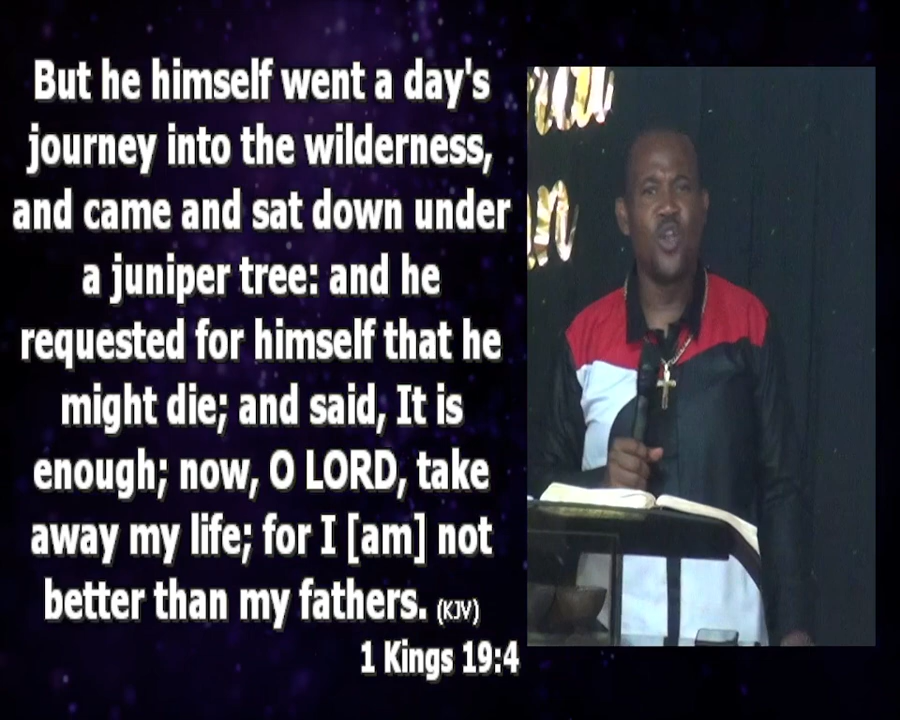 But he himself went a day's
journey into the wilderness,
and came and sat down under
a juniper tree: and he
requested for himself that he
might die; and said, It is
enough; now, O LORD, take
away my life; for I [am] not
better than my fathers. (KJV)
1 Kings 19:4